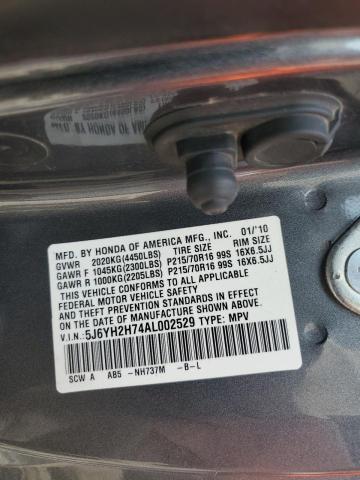 MFD. BY HONDA OF AMERICA MFG., INC. 01/'10
GVWR 2020KG(4450LBS) TIRE SIZE RIM SIZE
GAWR F 1045KG(2300LBS) P215/70R16 99S 16X6.5JJ
GAWR R 1000KG(2205LBS) P215/70R16 99S 16X6.5JJ
THIS VEHICLE CONFORMS TO ALL APPLICABLE
FEDERAL MOTOR VEHICLE SAFETY AND
THEFT PREVENTION STANDARDS IN EFFECT ON
THE DATE OF MANUFACTURE SHOWN ABOVE.
V.I.N.: 5J6YH2H74AL002529 TYPE: MPV
SCW A AB5 -NH737M -B-L